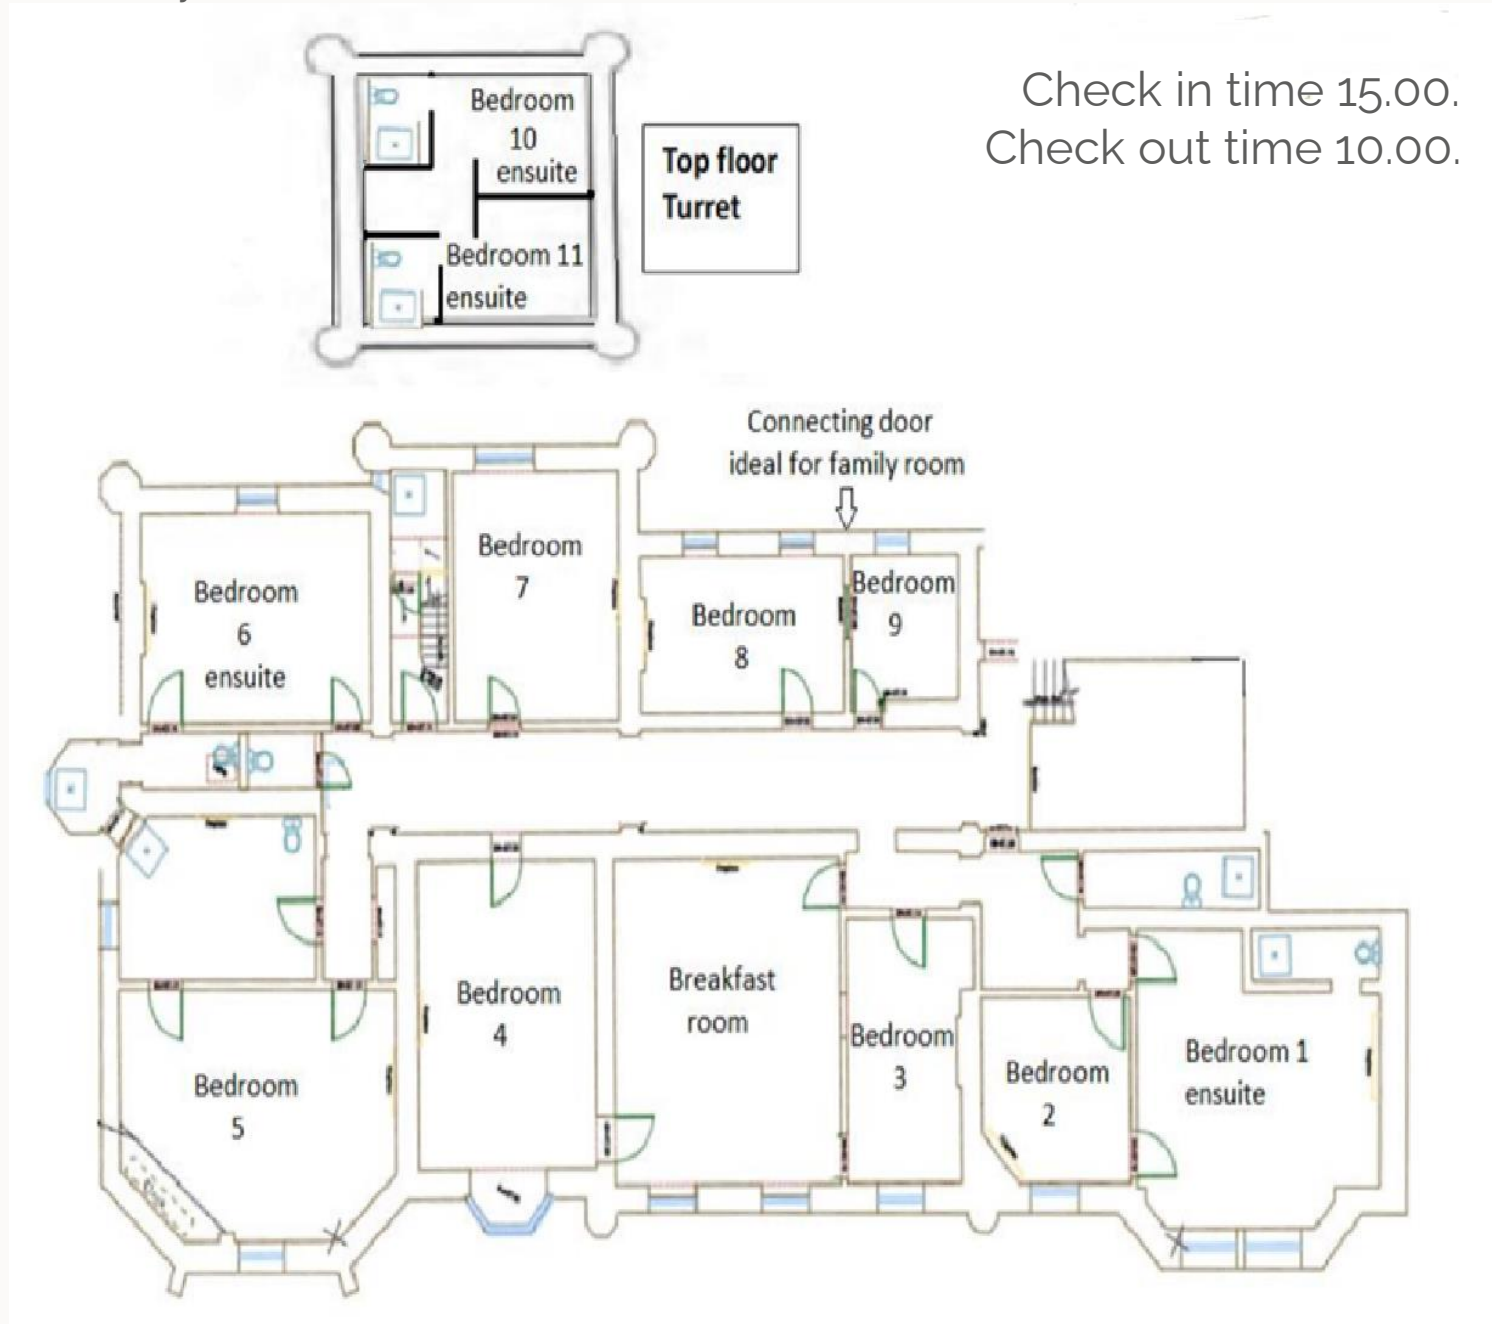 Check in time 15.00.
Check out time 10.00.
Bedroom
10
ensuite
Top floor
Turret
Bedroom 11
ensuite
Connecting door
ideal for family room
Bedroom
6
ensuite
Bedroom
7
Bedroom
8
Bedroom
9
Bedroom
5
Bedroom
4
Breakfast
room
Bedroom
3
Bedroom
2
Bedroom 1
ensuite